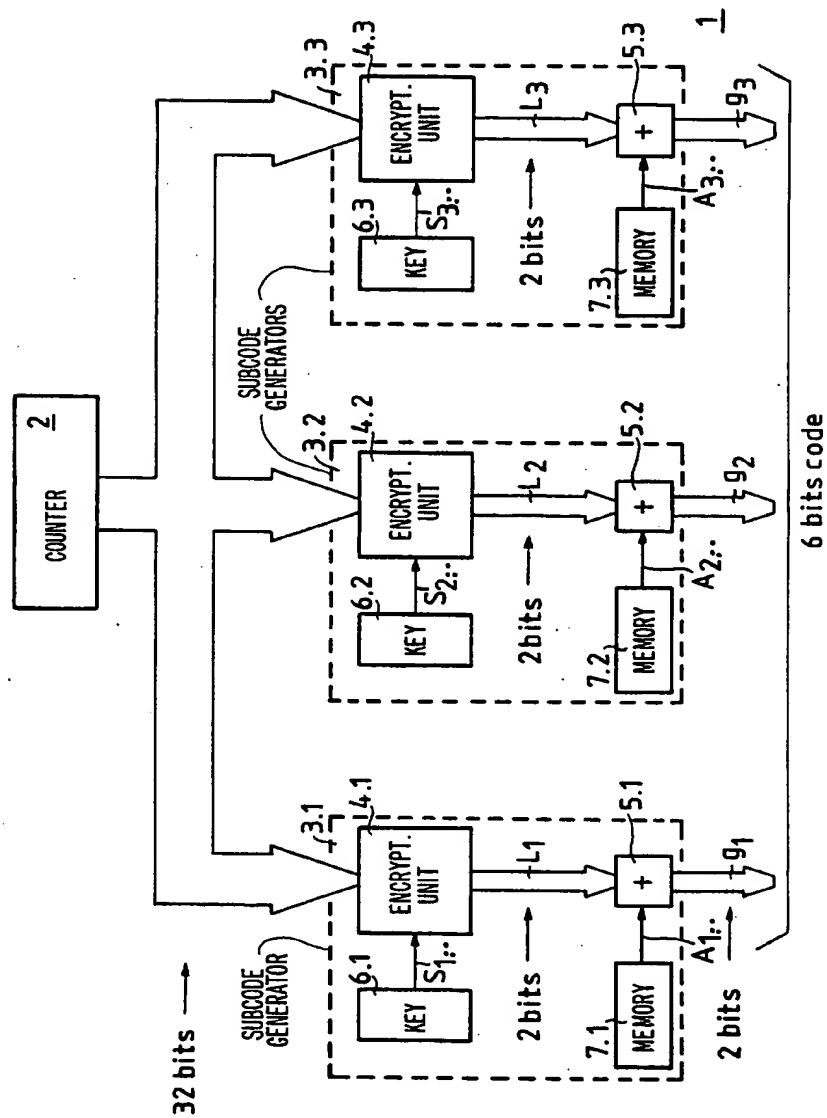 1
COUNTER 2
32 bits
SUBCODE
GENERATOR
3.1
4.1
ENCRYPT.
UNIT
6.1
KEY
S1..
2 bits
L1
5.1
+
7.1
MEMORY
A1..
2 bits
g1
SUBCODE
GENERATORS
3.2
4.2
ENCRYPT.
UNIT
6.2
KEY
S2..
2 bits
L2
5.2
+
7.2
MEMORY
A2..
g2
3.3
4.3
ENCRYPT.
UNIT
6.3
KEY
S3..
2 bits
L3
5.3
+
7.3
MEMORY
A3..
g3
6 bits code